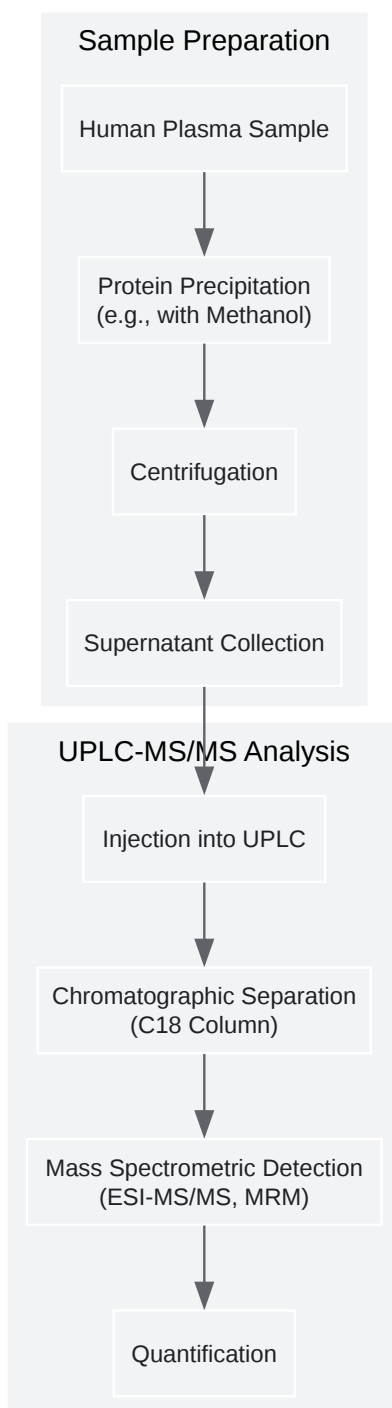 Sample Preparation
Human Plasma Sample
Protein Precipitation
(e.g., with Methanol)
Centrifugation
Supernatant Collection
UPLC-MS/MS Analysis
Injection into UPLC
Chromatographic Separation
(C18 Column)
Mass Spectrometric Detection
(ESI-MS/MS, MRM)
Quantification